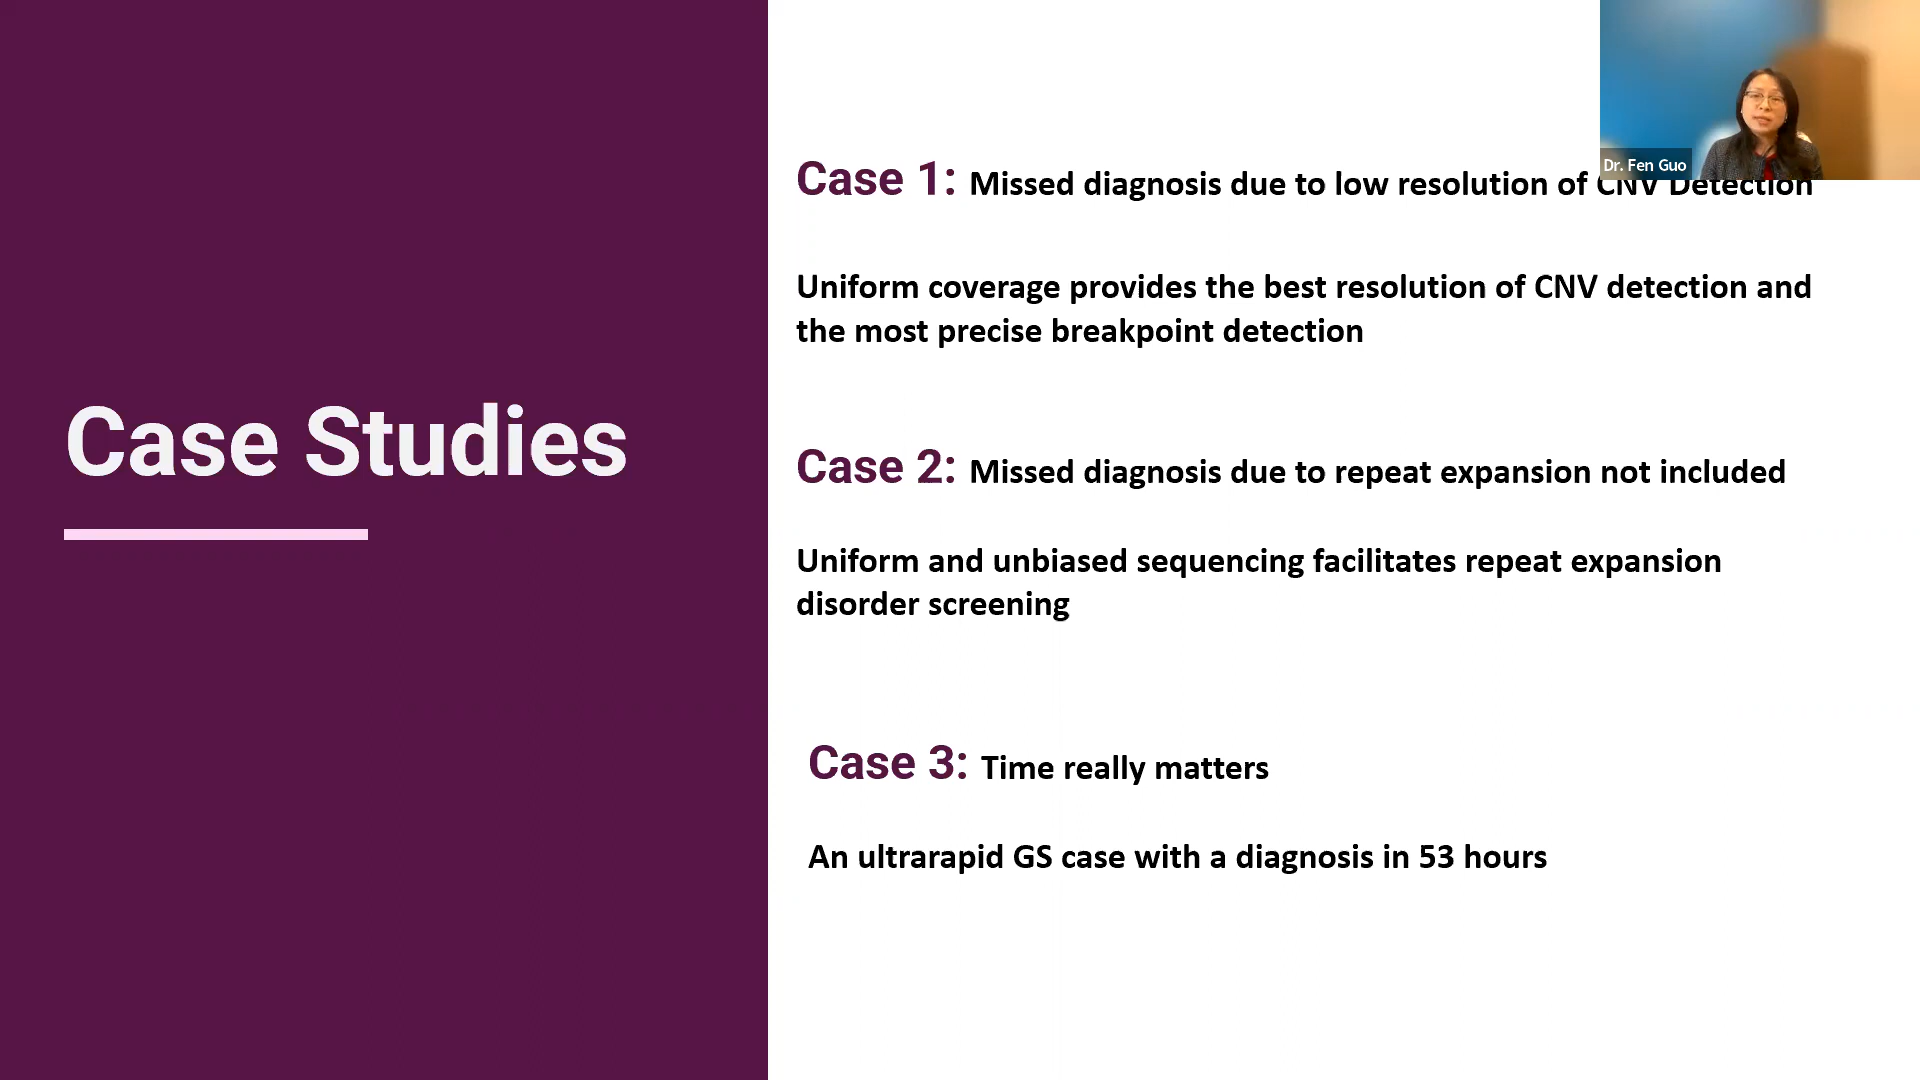 Case Studies
Case 1: Missed diagnosis due to low resolution of CNV Detection
Uniform coverage provides the best resolution of CNV detection and
the most precise breakpoint detection
Case 2: Missed diagnosis due to repeat expansion not included
Uniform and unbiased sequencing facilitates repeat expansion
disorder screening
Case 3: Time really matters
An ultrarapid GS case with a diagnosis in 53 hours
Dr. Fen Guo